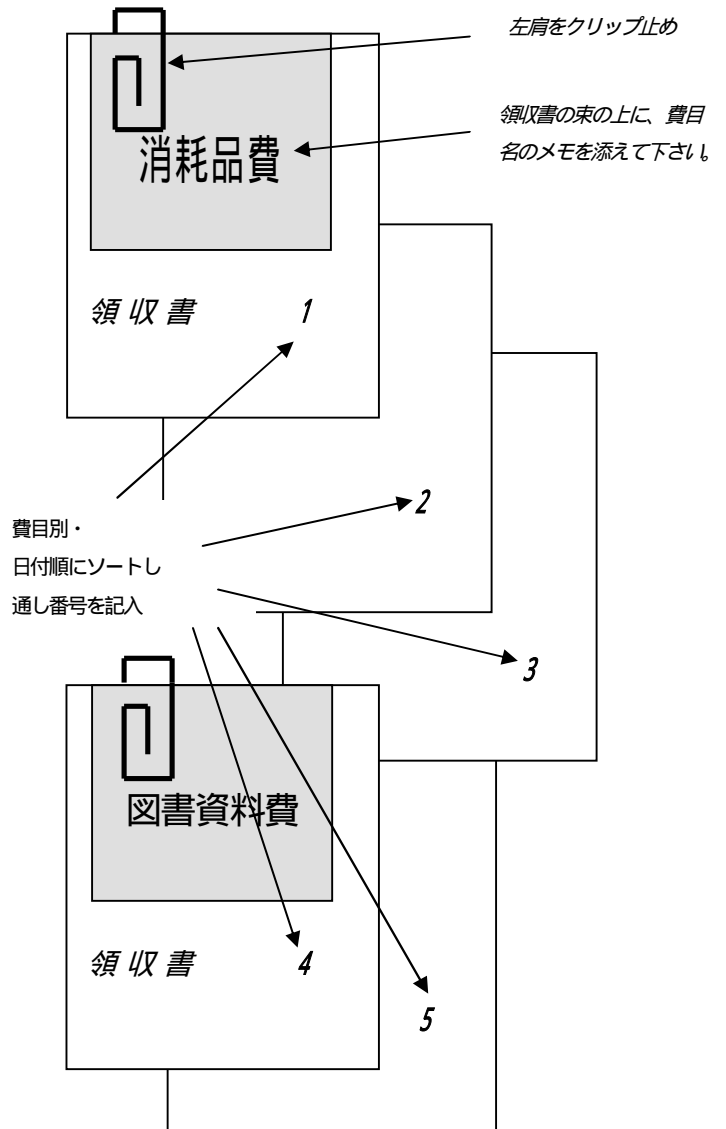 左肩をクリップ止め
領収書の束の上に、費目
名のメモを添えて下さい。
消耗品費
領収書 1
2
費目別・
日付順にソートし
通し番号を記入
3
図書資料費
領収書 4
5